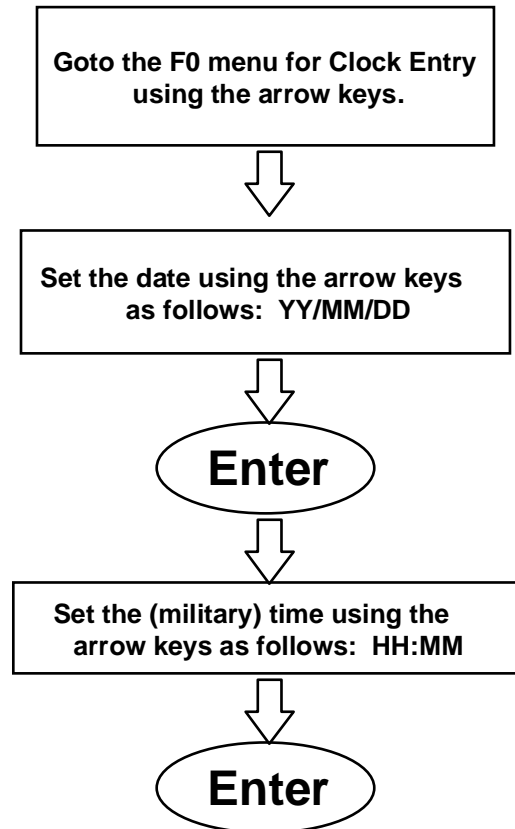 Goto the F0 menu for Clock Entry
using the arrow keys.
Set the date using the arrow keys
as follows: YY/MM/DD
Enter
Set the (military) time using the
arrow keys as follows: HH:MM
Enter